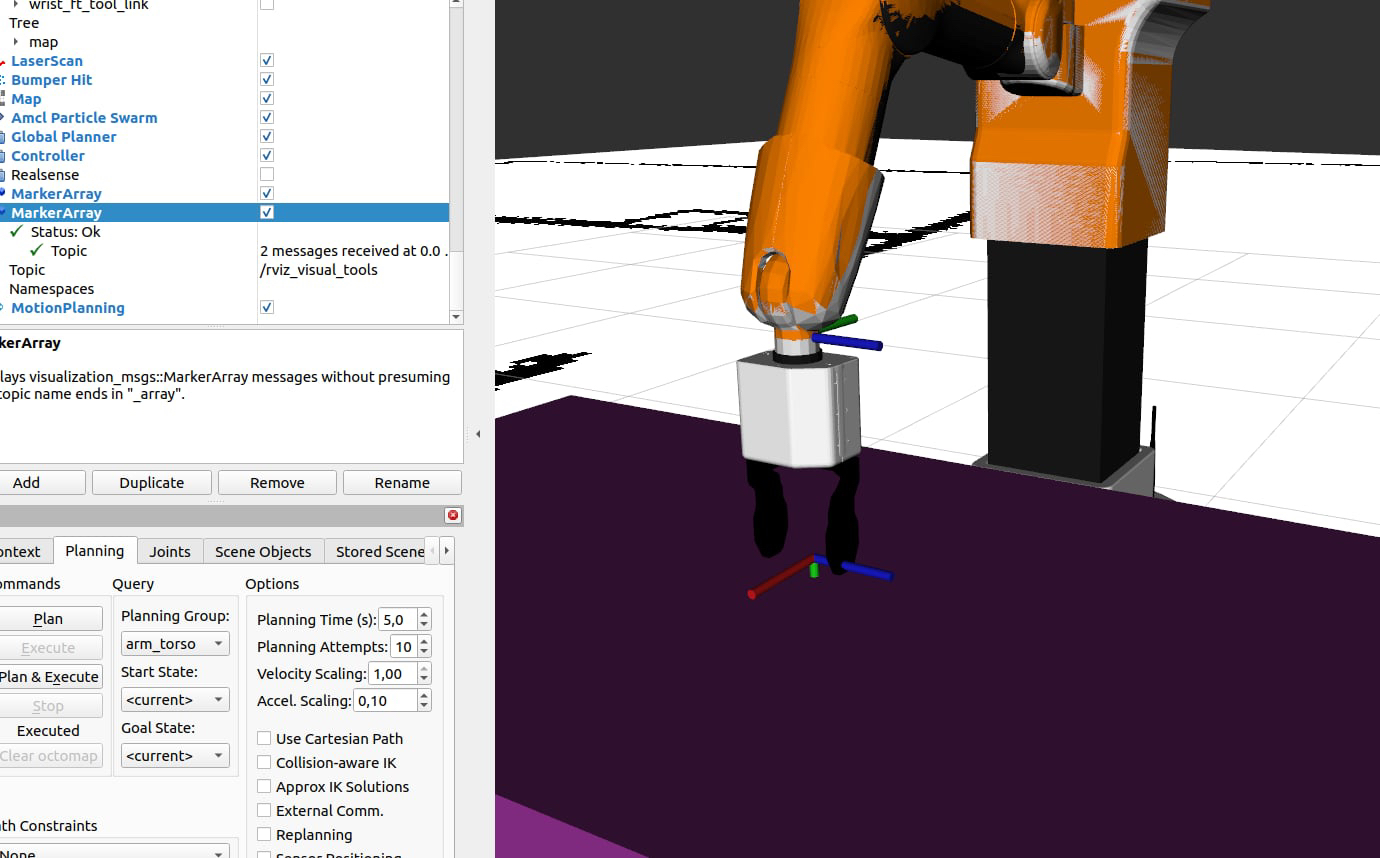 wrist_ft_tool_link
Tree
map
LaserScan
Bumper Hit
Map
Amcl Particle Swarm
Global Planner
Controller
Realsense
MarkerArray
MarkerArray
Status: Ok
Topic 2 messages received at 0.0 .
Topic /rviz_visual_tools
Namespaces
MotionPlanning
kerArray
lays visualization_msgs::MarkerArray messages without presuming
topic name ends in "_array".
Add Duplicate Remove Rename
ontext Planning Joints Scene Objects Stored Scene
ommands Query Options
Plan
Execute
Plan & Execute
Stop
Executed
Clear octomap
Planning Group:
arm_torso
Start State:
<current>
Goal State:
<current>
Planning Time (s): 5,0
Planning Attempts: 10
Velocity Scaling: 1,00
Accel. Scaling: 0,10
Use Cartesian Path
Collision-aware IK
Approx IK Solutions
External Comm.
Replanning
Sensor Positioning
th Constraints
None